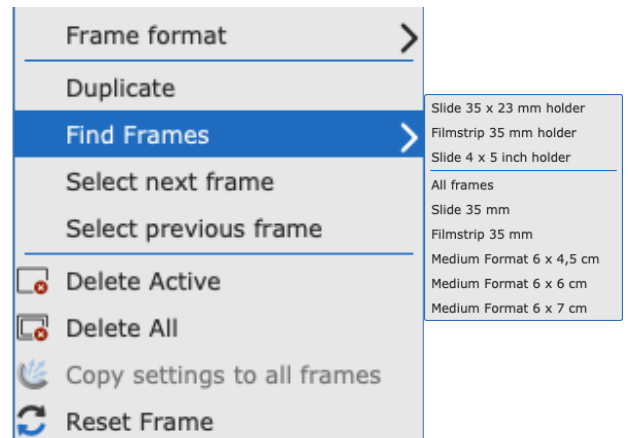 Frame format
Duplicate
Find Frames
Select next frame
Select previous frame
Delete Active
Delete All
Copy settings to all frames
Reset Frame
Slide 35 x 23 mm holder
Filmstrip 35 mm holder
Slide 4 x 5 inch holder
All frames
Slide 35 mm
Filmstrip 35 mm
Medium Format 6 x 4,5 cm
Medium Format 6 x 6 cm
Medium Format 6 x 7 cm